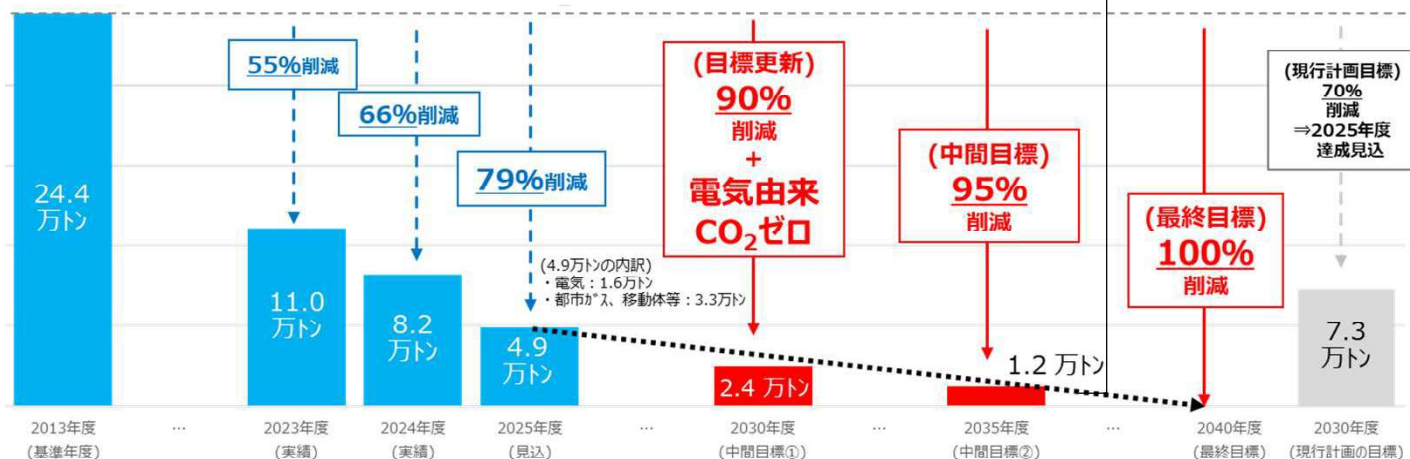 55%削減
66%削減
79%削減
(目標更新)
90%
削減
+
電気由来
CO₂ゼロ
(中間目標)
95%
削減
(最終目標)
100%
削減
(現行計画目標)
70%
削減
⇒2025年度
達成見込
24.4
万トン
11.0
万トン
8.2
万トン
4.9
万トン
(4.9万トンの内訳)
・電気：1.6万トン
・都市ガス、移動体等：3.3万トン
2.4 万トン
1.2 万トン
7.3
万トン
2013年度
(基準年度)
…
2023年度
(実績)
2024年度
(実績)
2025年度
(見込)
…
2030年度
(中間目標①)
…
2035年度
(中間目標②)
…
2040年度
(最終目標)
2030年度
(現行計画の目標)